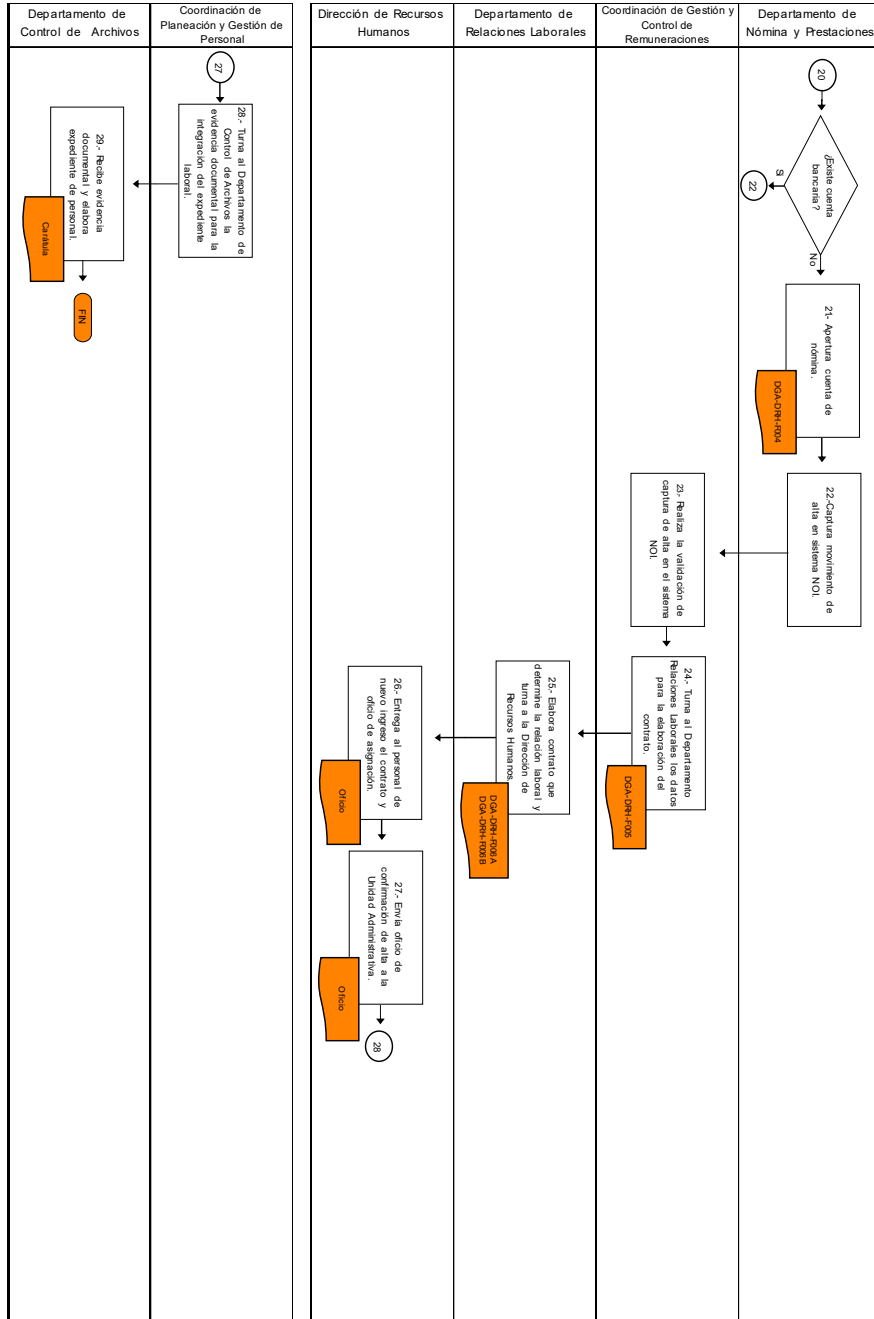 Departamento de
Control de Archivos
Coordinación de
Planeación y Gestión de
Personal
Dirección de Recursos
Humanos
Departamento de
Relaciones Laborales
Coordinación de Gestión y
Control de
Remuneraciones
Departamento de
Nómina y Prestaciones
20
¿Existe cuenta
bancaria?
Si
22
No
21- Apertura cuenta de
nómina.
DGA-DRH-F004
22.-Captura movimiento de
alta en sistema NOI.
23.- Realiza la validación de
captura de alta en el sistema
NOI.
24.- Turna al Departamento
Relaciones Laborales los datos
para la elaboración del
contrato.
DGA-DRH-F005
25.- Elabora contrato que
determine la relación laboral y
turna a la Dirección de
Recursos Humanos.
DGA-DRH-F006 A
DGA-DRH-F006 B
26.- Entrega al personal de
nuevo ingreso el contrato y
oficio de asignación.
Oficio
27.- Envía oficio de
confirmación de alta a la
Unidad Administrativa.
Oficio
28
27
28.- Turna al Departamento de
Control de Archivos la
evidencia documental para la
integración del expediente
laboral.
29.- Recibe evidencia
documental y elabora
expediente de personal.
Carátula
FIN